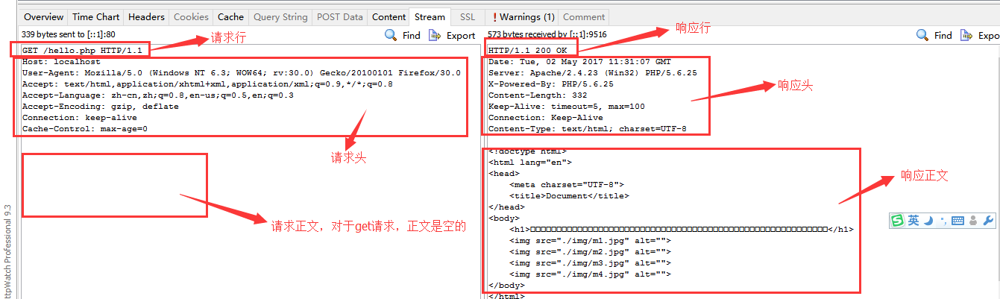 Overview Time Chart Headers Cookies Cache Query String POST Data Content Stream SSL ! Warnings (1) Comment
339 bytes sent to [::1]:80
请求行
Find Export
GET /hello.php HTTP/1.1
Host: localhost
User-Agent: Mozilla/5.0 (Windows NT 6.3; WOW64; rv:30.0) Gecko/20100101 Firefox/30.0
Accept: text/html,application/xhtml+xml,application/xml;q=0.9,*/*;q=0.8
Accept-Language: zh-cn,zh;q=0.8,en-us;q=0.5,en;q=0.3
Accept-Encoding: gzip, deflate
Connection: keep-alive
Cache-Control: max-age=0
请求头
请求正文，对于get请求，正文是空的
573 bytes received by [::1]:9516
响应行
Find Export
HTTP/1.1 200 OK
Date: Tue, 02 May 2017 11:31:07 GMT
Server: Apache/2.4.23 (Win32) PHP/5.6.25
X-Powered-By: PHP/5.6.25
Content-Length: 332
Keep-Alive: timeout=5, max=100
Connection: Keep-Alive
Content-Type: text/html; charset=UTF-8
响应头
<!doctype html>
<html lang="en">
<head>
<meta charset="UTF-8">
<title>Document</title>
</head>
<body>
<h1></h1>
<img src="./img/m1.jpg" alt="">
<img src="./img/m2.jpg" alt="">
<img src="./img/m3.jpg" alt="">
<img src="./img/m4.jpg" alt="">
</body>
</html>
响应正文
英
ttpWatch Professional 9.3